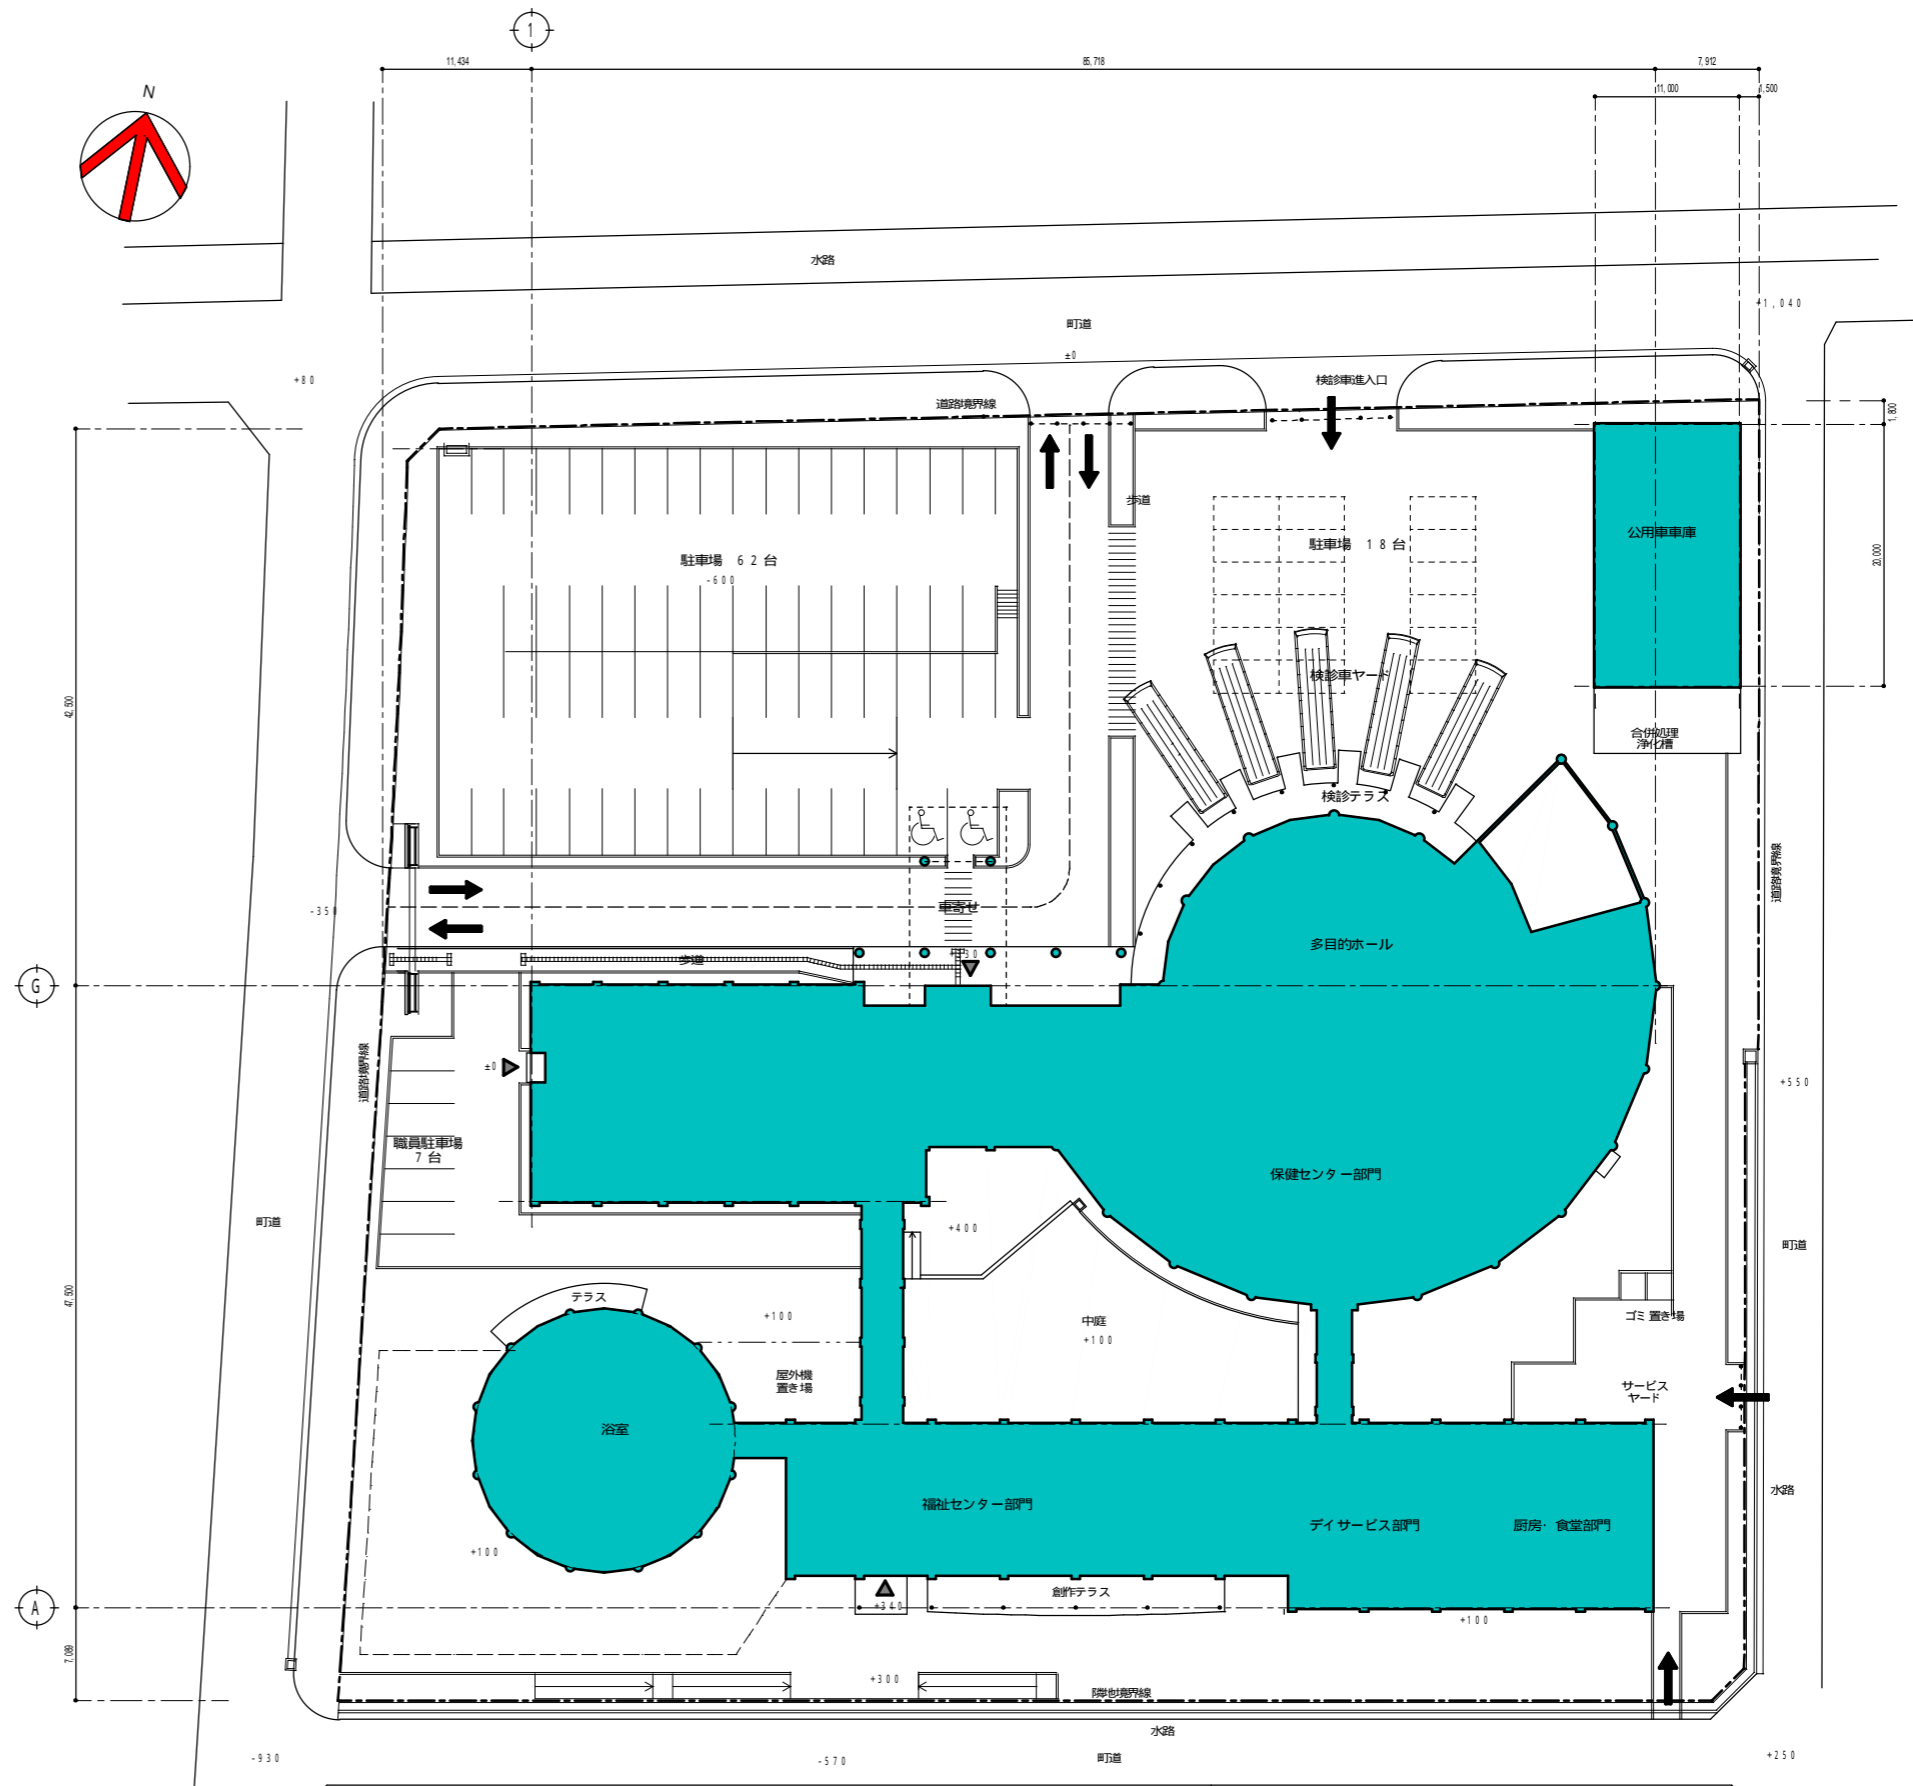 1
11,434
85,718
7,912
11,000
1,500
N
水路
+1,040
町道
±0
+80
検診車進入口
道路境界線
1,800
歩道
公用車車庫
駐車場 18台
駐車場 62台
-600
20,000
検診車ヤード
42,500
合併処理
浄化槽
検診テラス
道路境界線
-350
車寄せ
多目的ホール
歩道
G
±0
道路境界線
+550
職員駐車場
7台
保健センター部門
町道
+400
町道
47,500
テラス
+100
中庭
+100
ゴミ置き場
屋外機
置き場
サービス
ヤード
浴室
水路
福祉センター部門
デイサービス部門
厨房・食堂部門
+100
創作テラス
A
+340
+100
7,089
+300
隣地境界線
水路
-930
-570
町道
+250